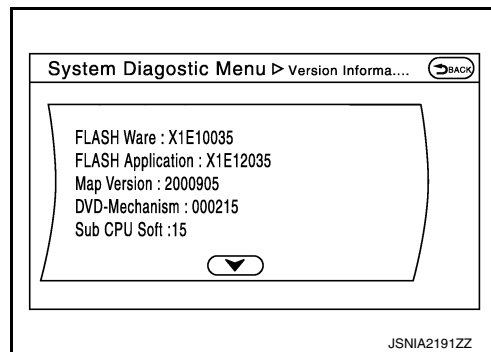 System Diagostic Menu ▷ Version Informa.... BACK
FLASH Ware : X1E10035
FLASH Application : X1E12035
Map Version : 2000905
DVD-Mechanism : 000215
Sub CPU Soft :15
JSNIA2191ZZ